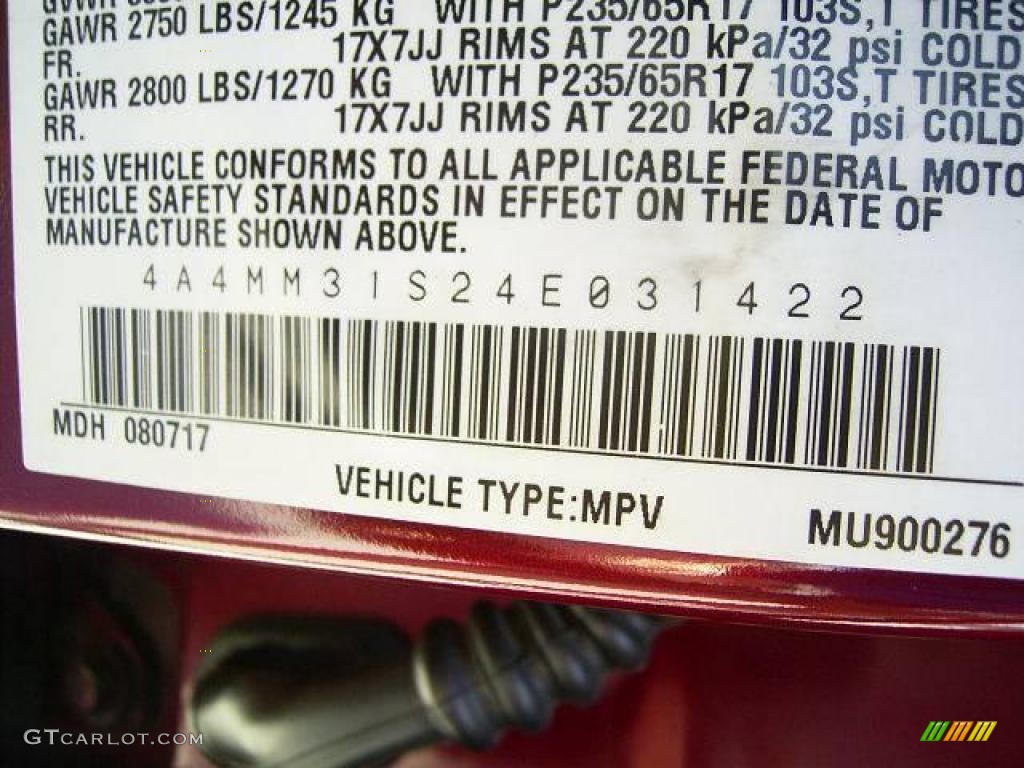 GAWR 2750 LBS/1245 KG WITH P235/65R17 103S,T TIRES
FR. 17X7JJ RIMS AT 220 kPa/32 psi COLD
GAWR 2800 LBS/1270 KG WITH P235/65R17 103S,T TIRES
RR. 17X7JJ RIMS AT 220 kPa/32 psi COLD
THIS VEHICLE CONFORMS TO ALL APPLICABLE FEDERAL MOTO
VEHICLE SAFETY STANDARDS IN EFFECT ON THE DATE OF
MANUFACTURE SHOWN ABOVE.
4A4MM31S24E031422
MDH 080717
VEHICLE TYPE:MPV
MU900276
GTCARLOT.COM